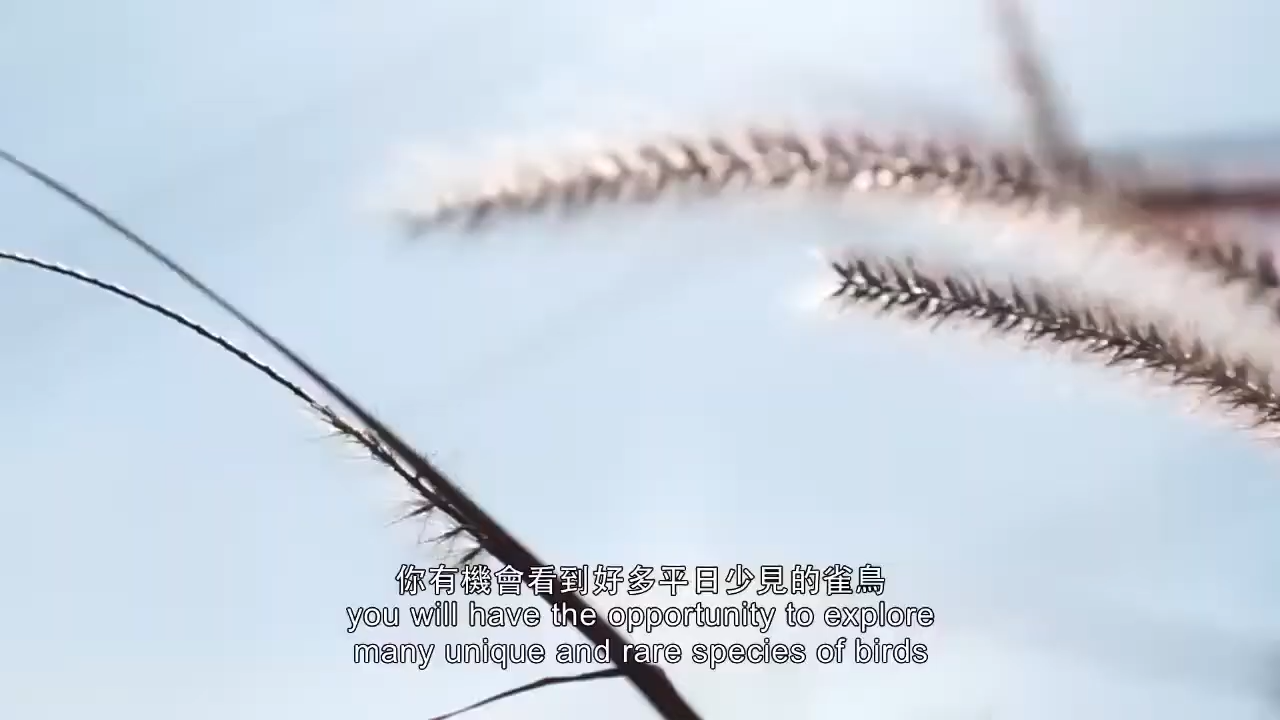 你有機會看到好多平日少見的雀鳥
you will have the opportunity to explore
many unique and rare species of birds